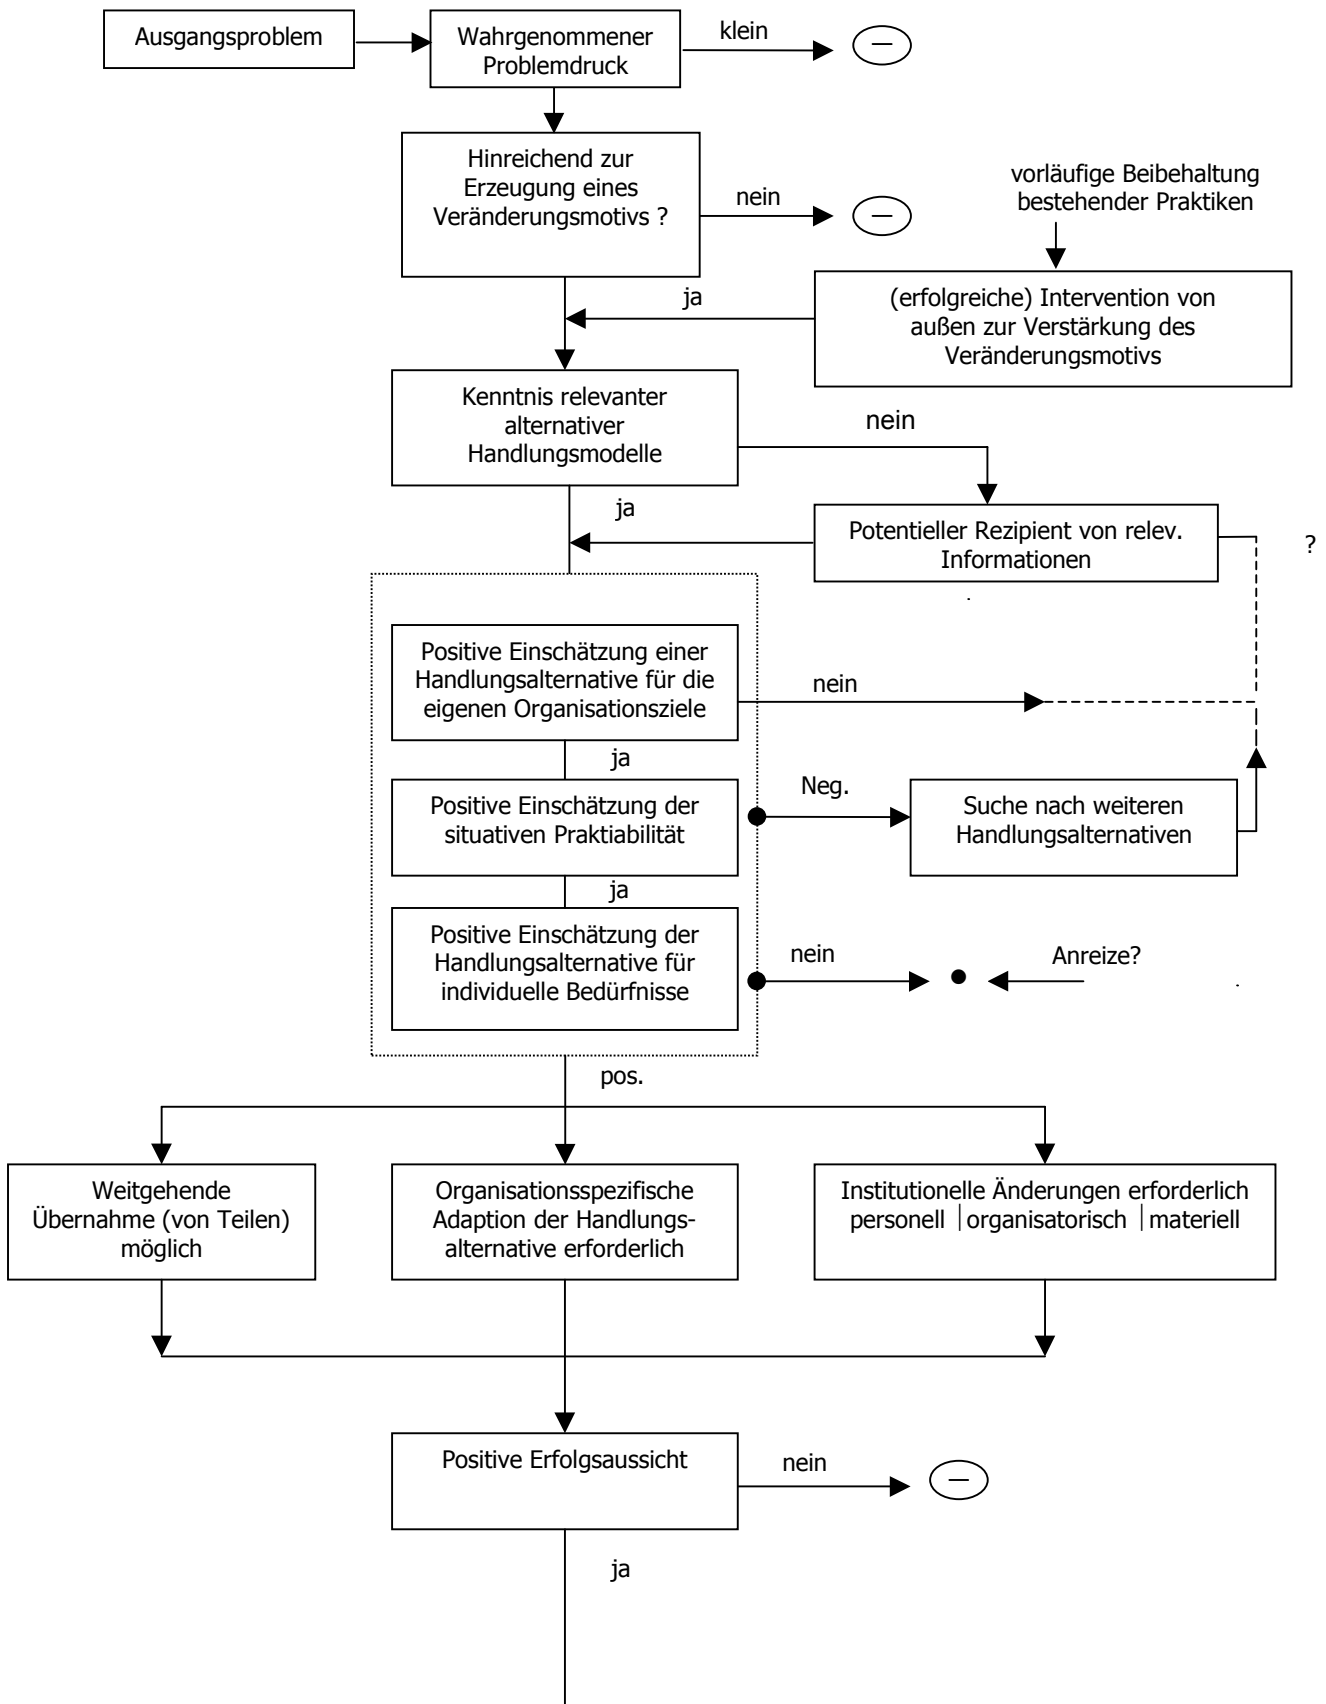 Ausgangsproblem
Wahrgenommener
Problemdruck
klein
—
Hinreichend zur
Erzeugung eines
Veränderungsmotivs ?
nein
—
vorläufige Beibehaltung
bestehender Praktiken
(erfolgreiche) Intervention von
außen zur Verstärkung des
Veränderungsmotivs
ja
Kenntnis relevanter
alternativer
Handlungsmodelle
nein
ja
Potentieller Rezipient von relev.
Informationen
?
.
Positive Einschätzung einer
Handlungsalternative für die
eigenen Organisationsziele
nein
ja
Positive Einschätzung der
situativen Praktiabilität
Neg.
Suche nach weiteren
Handlungsalternativen
ja
Positive Einschätzung der
Handlungsalternative für
individuelle Bedürfnisse
nein
•
Anreize?
.
pos.
Weitgehende
Übernahme (von Teilen)
möglich
Organisationsspezifische
Adaption der Handlungs-
alternative erforderlich
Institutionelle Änderungen erforderlich
personell |organisatorisch |materiell
Positive Erfolgsaussicht
nein
—
ja